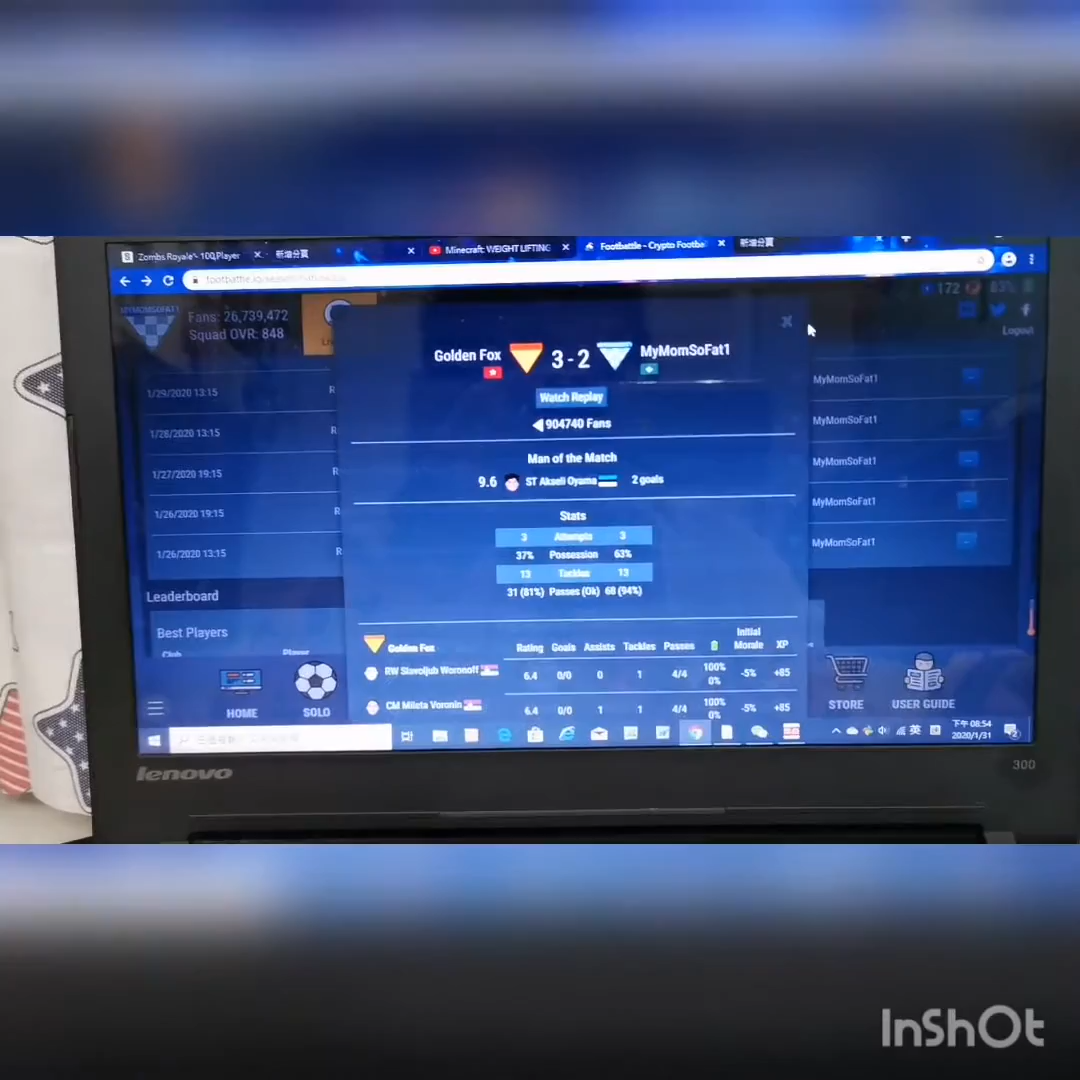 Zombs Royale - 100 Player
新增分頁
Minecraft: WEIGHT LIFTING
Footbattle - Crypto Footba
新增分頁
MYMOMSOFAT1
Fans: 26,739,472
Squad OVR: 848
172
83%
Logout
Golden Fox
3 - 2
MyMomSoFat1
Watch Replay
904740 Fans
Man of the Match
9.6 ST Akseli Oyama 2 goals
Stats
3 Attempts 3
37% Possession 63%
13 Tackles 13
31 (81%) Passes (Ok) 68 (94%)
1/29/2020 13:15 R
1/28/2020 13:15 R
1/27/2020 19:15 R
1/26/2020 19:15 R
1/26/2020 13:15 R
MyMomSoFat1
MyMomSoFat1
MyMomSoFat1
MyMomSoFat1
MyMomSoFat1
Leaderboard
Best Players
Club Player
Golden Fox Rating Goals Assists Tackles Passes Initial Morale XP
RW Slavoljub Woronoff 6.4 0/0 0 1 4/4 100% 0% -5% +85
CM Mileta Voronin 6.4 0/0 1 1 4/4 100% 0% -5% +85
HOME
SOLO
STORE
USER GUIDE
英
下午 08:54
2020/1/31
lenovo
300
InShOt